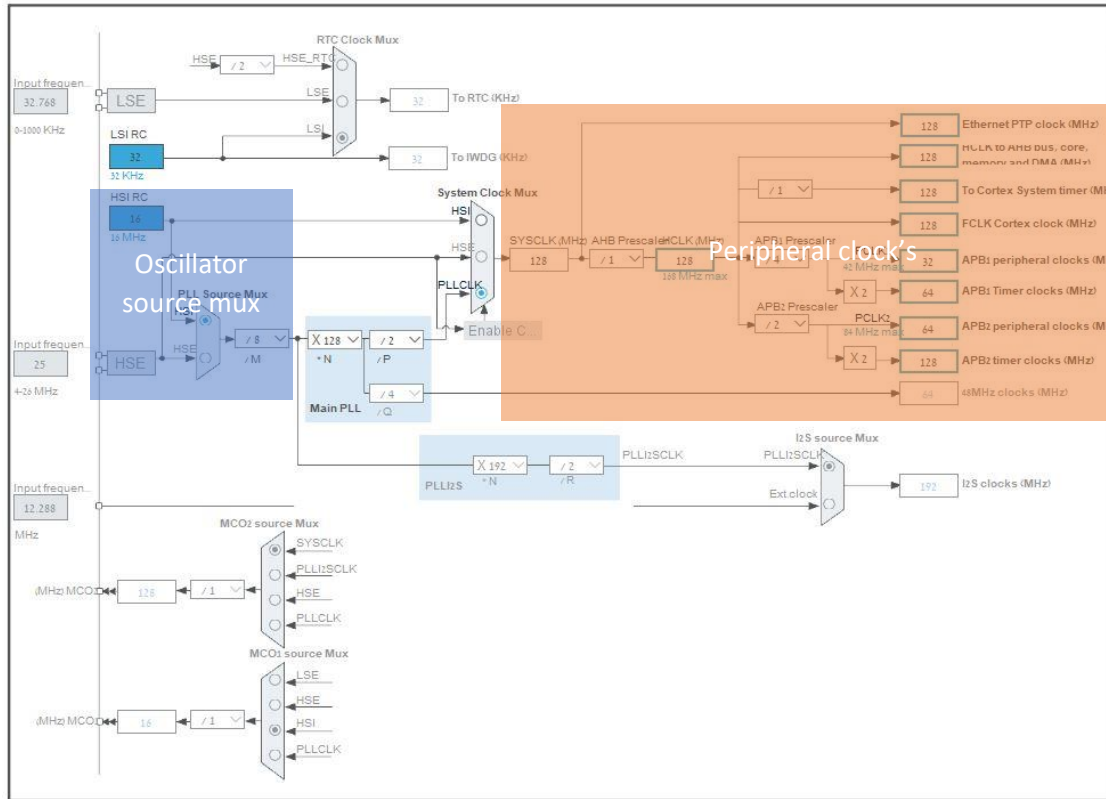 RTC Clock Mux
HSE
/ 2
HSE_RTC
Input frequen...
32.768
0-1000 KHz
LSE
LSE
32
To RTC (KHz)
LSI
LSI RC
32
32 KHz
32
To IWDG (KHz)
HSI RC
16
16 MHz
System Clock Mux
HSI
HSE
PLLCLK
Enable C...
Oscillator
source mux
PLL Source Mux
HSI
HSE
Input frequen...
25
4-26 MHz
HSE
/ 8
/ M
X 128
* N
/ 2
/ P
/ 4
/ Q
Main PLL
SYSCLK (MHz)
128
AHB Prescaler
/ 1
HCLK (MHz)
128
168 MHz max
Peripheral clock's
128
Ethernet PTP clock (MHz)
128
HCLK to AHB bus, core,
memory and DMA (MHz)
/ 1
128
To Cortex System timer (M
128
FCLK Cortex clock (MHz)
APB1 Prescaler
42 MHz max
32
APB1 peripheral clocks (M
X 2
64
APB1 Timer clocks (MHz)
APB2 Prescaler
/ 2
PCLK2
84 MHz max
64
APB2 peripheral clocks (M
X 2
128
APB2 timer clocks (MHz)
64
48MHz clocks (MHz)
PLLI2S
X 192
* N
/ 2
/ R
PLLI2SCLK
I2S source Mux
PLLI2SCLK
Ext.clock
192
I2S clocks (MHz)
Input frequen...
12.288
MHz
MCO2 source Mux
SYSCLK
PLLI2SCLK
HSE
PLLCLK
(MHz) MCO2
128
/ 1
MCO1 source Mux
LSE
HSE
HSI
PLLCLK
16
/ 1